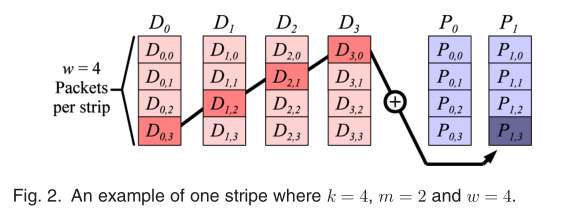 D0 D1 D2 D3 P0 P1
D0,0 D1,0 D2,0 D3,0 P0,0 P1,0
w = 4
D0,1 D1,1 D2,1 D3,1 P0,1 P1,1
Packets
per strip
D0,2 D1,2 D2,2 D3,2 + P0,2 P1,2
D0,3 D1,3 D2,3 D3,3 P0,3 P1,3
Fig. 2. An example of one stripe where k = 4, m = 2 and w = 4.